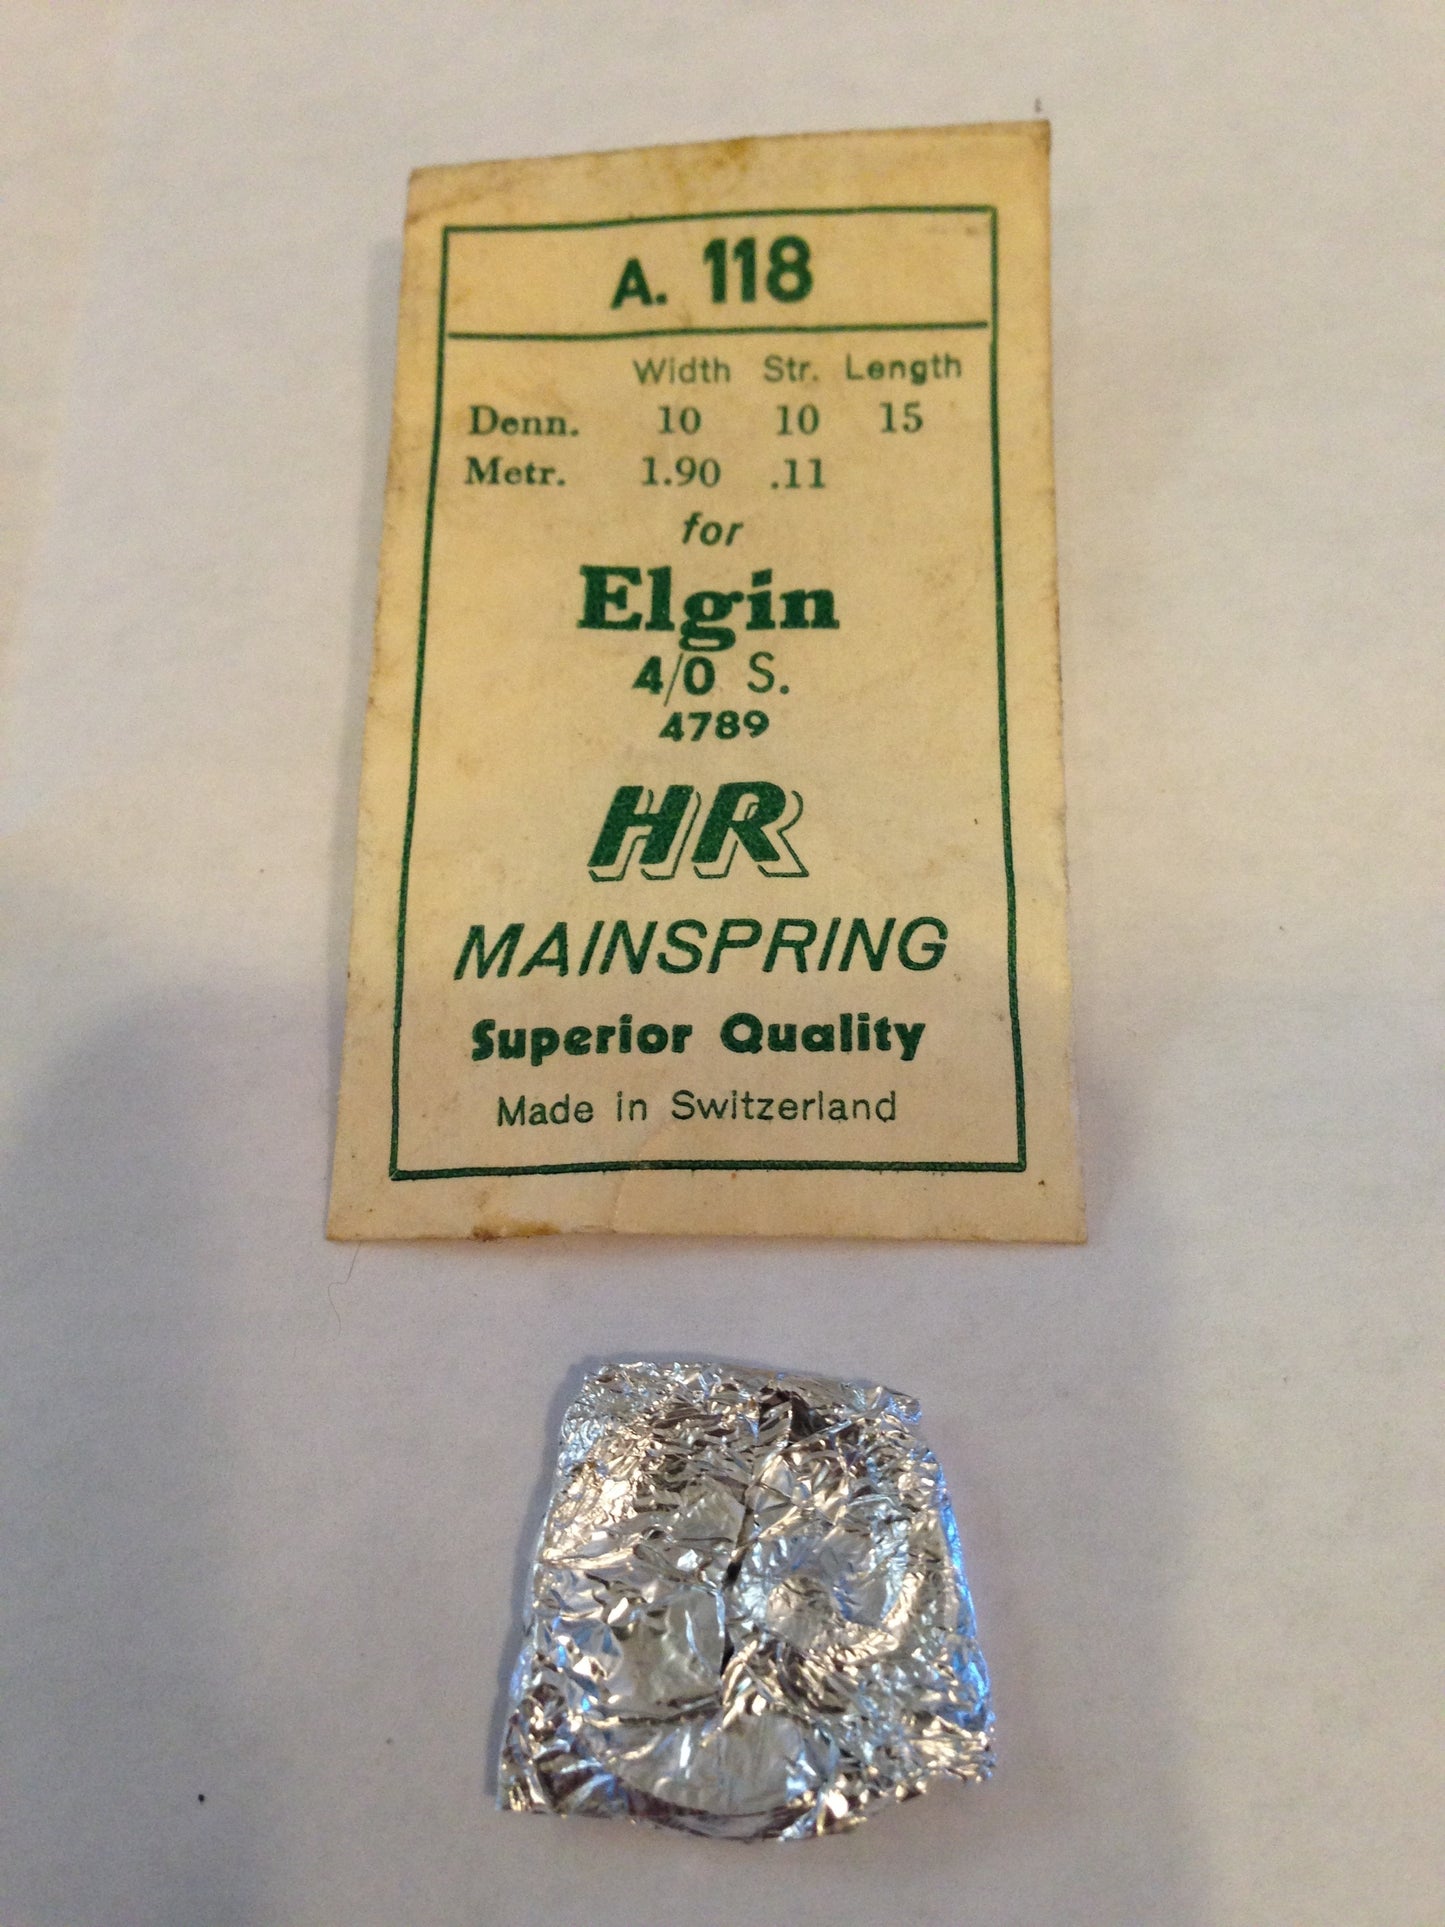 A. 118
Width Str. Length
Denn. 10 10 15
Metr. 1.90 .11
for
Elgin
4/0 S.
4789
HR
MAINSPRING
Superior Quality
Made in Switzerland